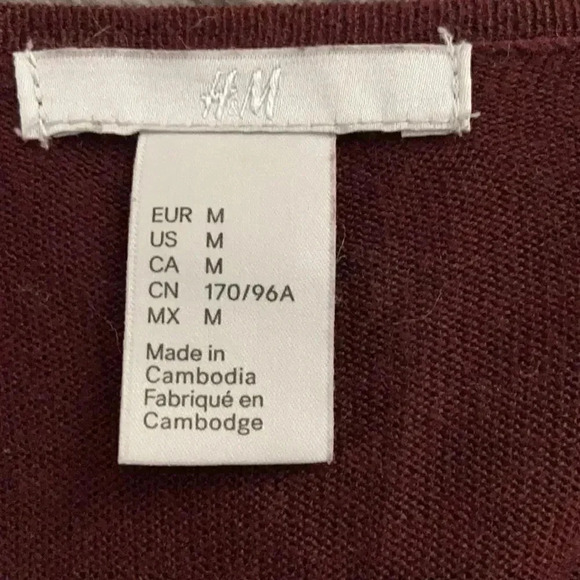 H&M
EUR M
US M
CA M
CN 170/96A
MX M
Made in
Cambodia
Fabriqué en
Cambodge